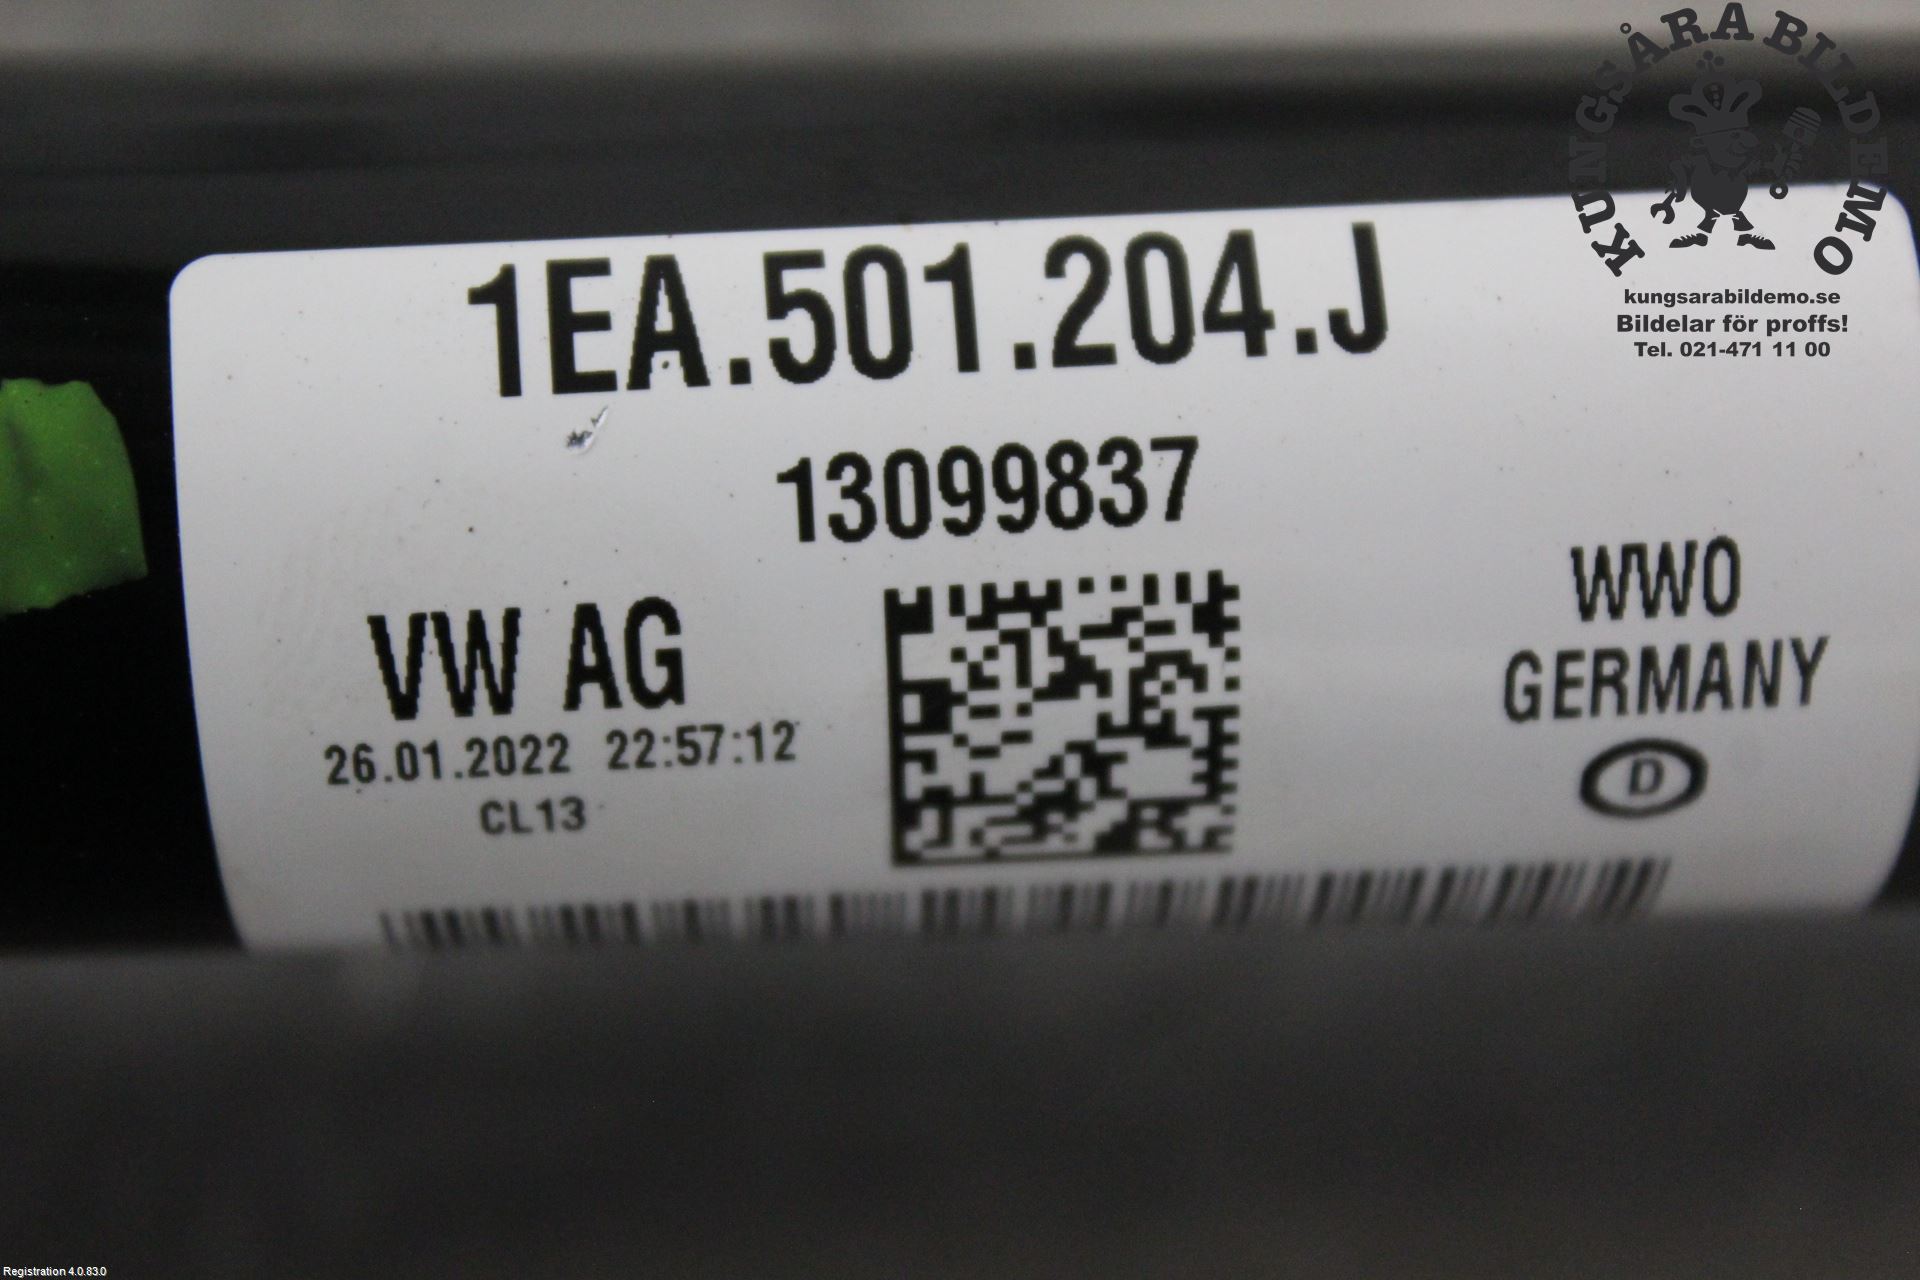 KUNGSÅRA BILDEMO
kungsarabildemo.se
Bildelar för proffs!
Tel. 021-471 11 00
1EA.501.204.J
13099837
VW AG
26.01.2022 22:57:12
CL13
WWO
GERMANY
D
Registration 4.0.83.0